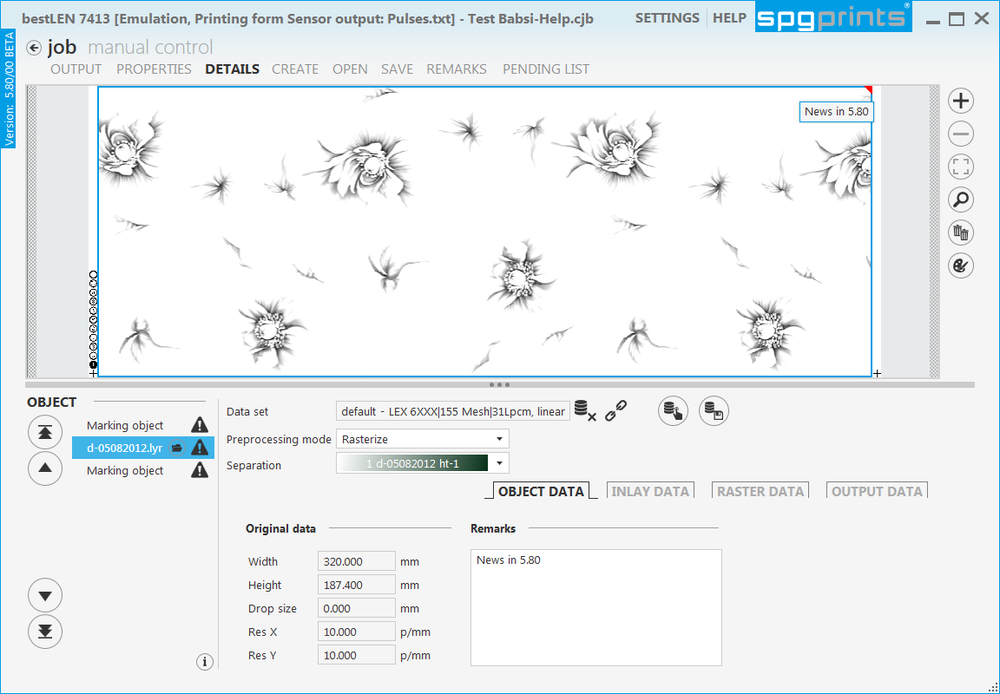 bestLEN 7413 [Emulation, Printing form Sensor output: Pulses.txt] - Test Babsi-Help.cjb
SETTINGS HELP
spgprints®
Version: 5.80/00 BETA
job manual control
OUTPUT PROPERTIES DETAILS CREATE OPEN SAVE REMARKS PENDING LIST
News in 5.80
OBJECT
Marking object
d-05082012.lyr
Marking object
Data set default - LEX 6XXX|155 Mesh|31Lpcm, linear
Preprocessing mode Rasterize
Separation 1 d-05082012 ht-1
OBJECT DATA INLAY DATA RASTER DATA OUTPUT DATA
Original data
Width 320.000 mm
Height 187.400 mm
Drop size 0.000 mm
Res X 10.000 p/mm
Res Y 10.000 p/mm
Remarks
News in 5.80